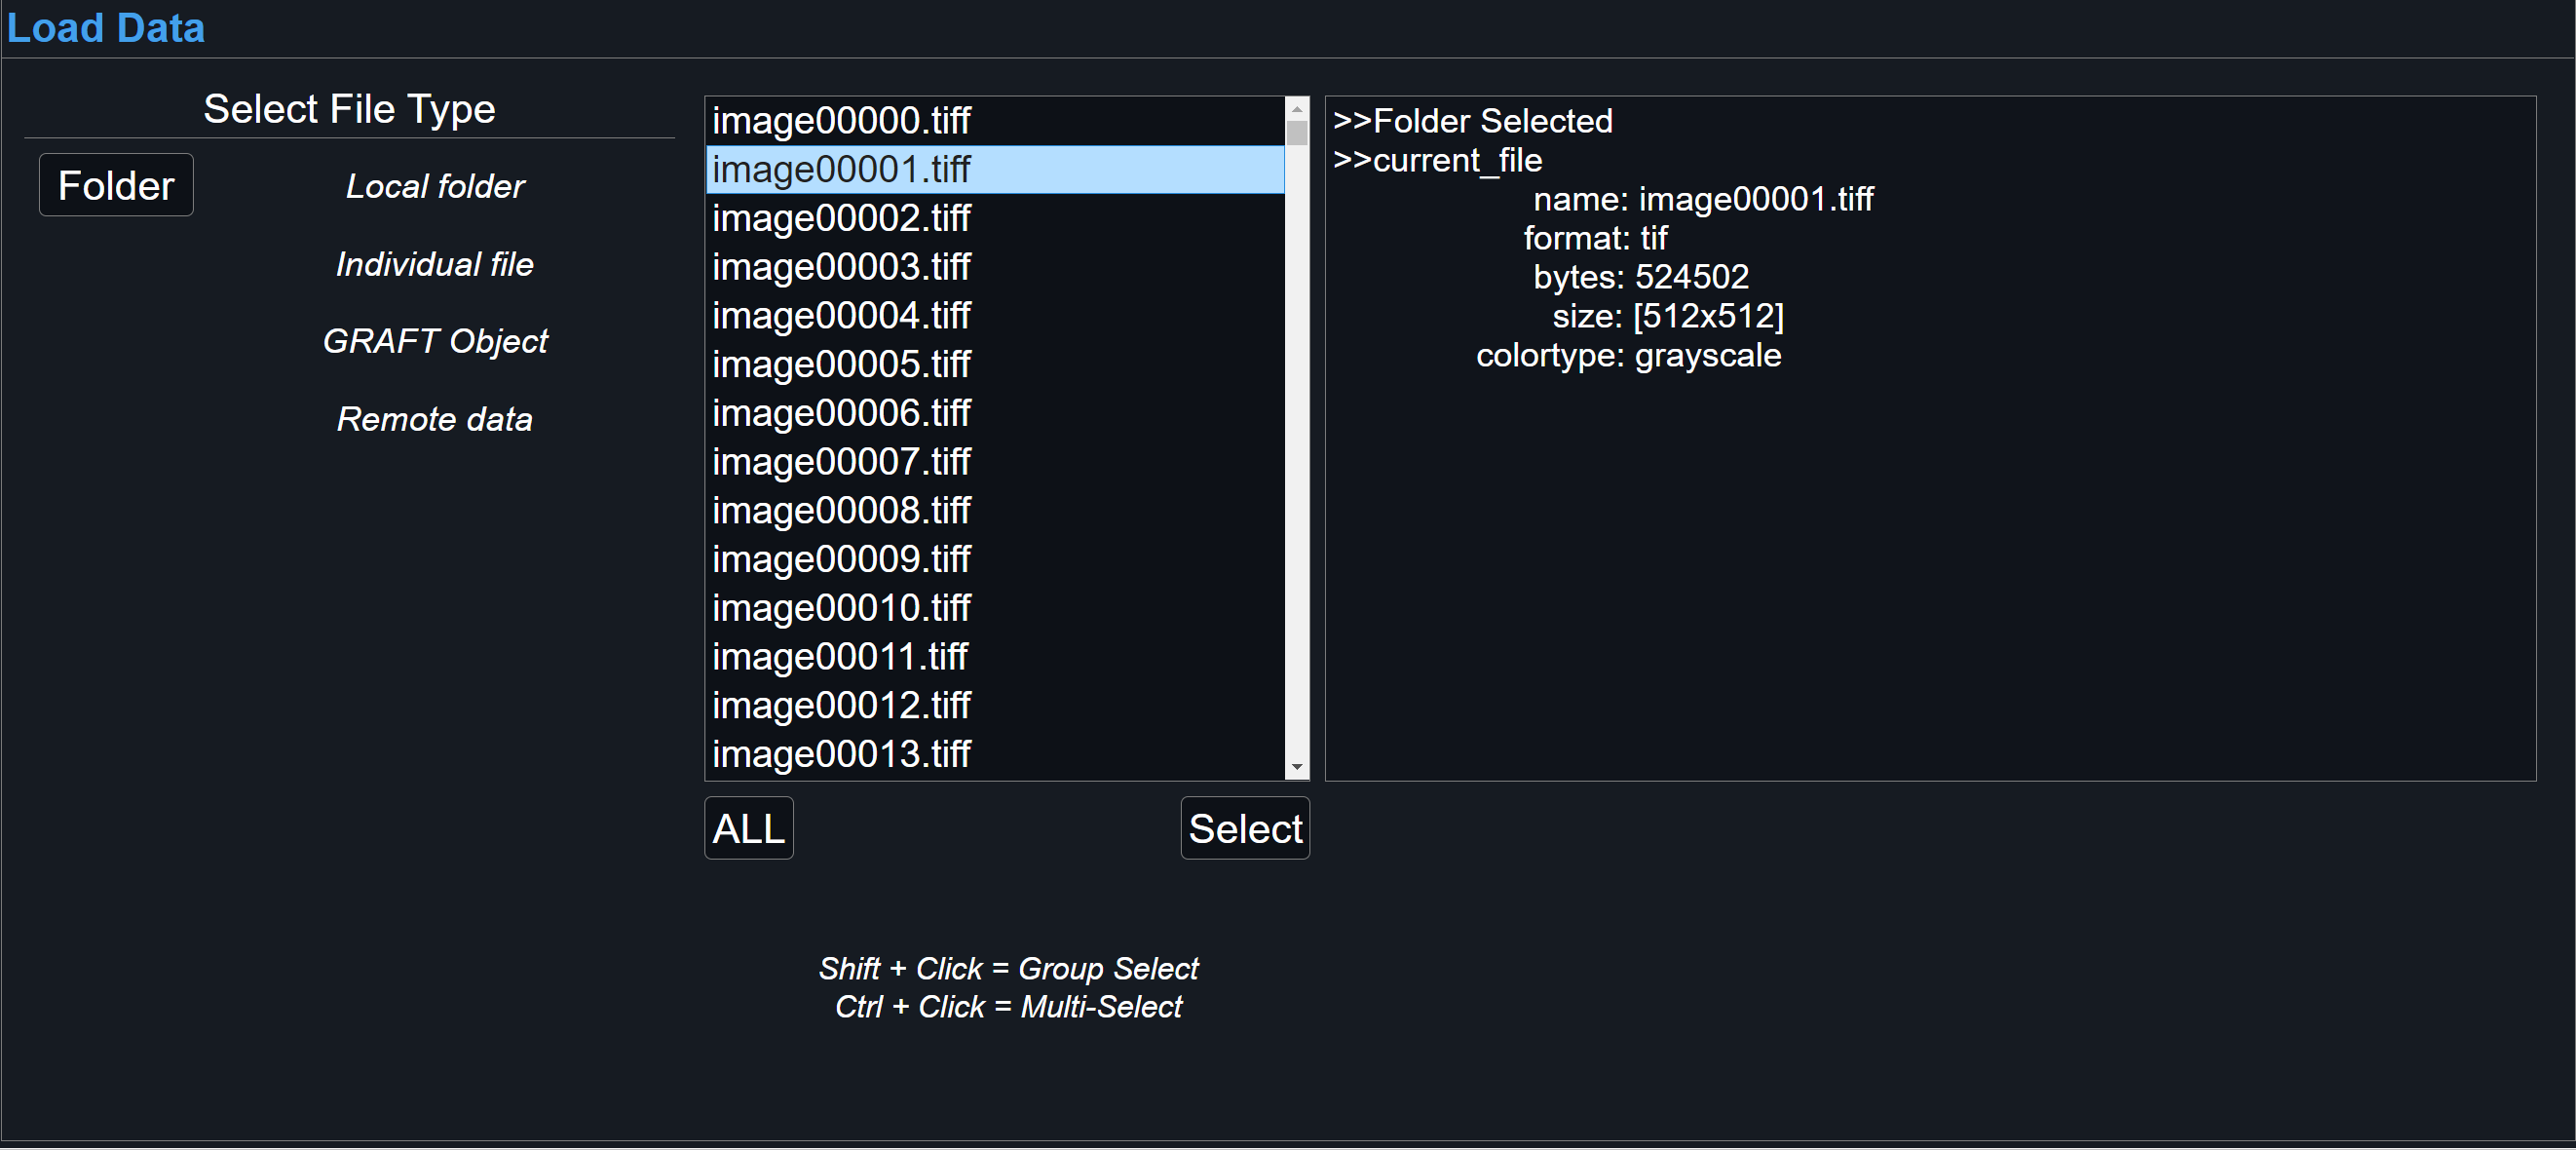 Load Data
Select File Type
Folder
Local folder
Individual file
GRAFT Object
Remote data
image00000.tiff
image00001.tiff
image00002.tiff
image00003.tiff
image00004.tiff
image00005.tiff
image00006.tiff
image00007.tiff
image00008.tiff
image00009.tiff
image00010.tiff
image00011.tiff
image00012.tiff
image00013.tiff
ALL
Select
Shift + Click = Group Select
Ctrl + Click = Multi-Select
>>Folder Selected
>>current_file
name: image00001.tiff
format: tif
bytes: 524502
size: [512x512]
colortype: grayscale